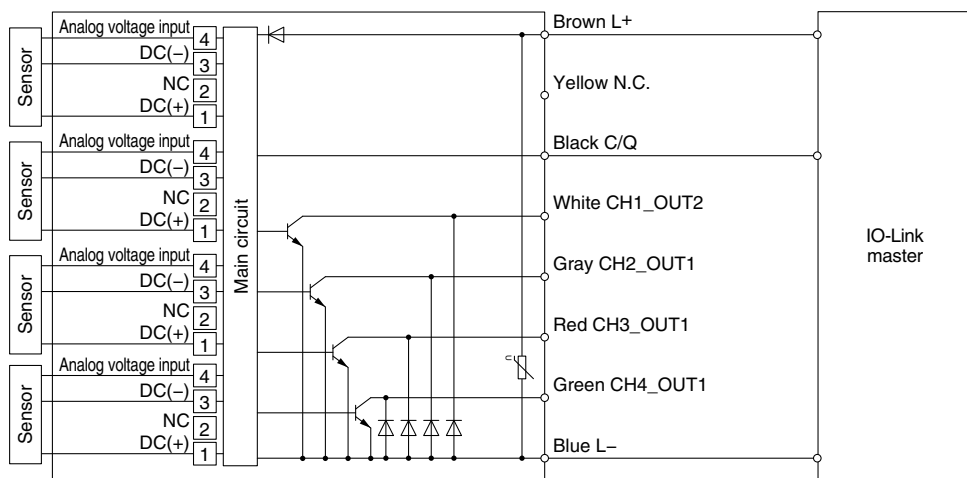 Sensor
Analog voltage input 4
DC(−) 3
NC 2
DC(+) 1
Sensor
Analog voltage input 4
DC(−) 3
NC 2
DC(+) 1
Sensor
Analog voltage input 4
DC(−) 3
NC 2
DC(+) 1
Sensor
Analog voltage input 4
DC(−) 3
NC 2
DC(+) 1
Main circuit
Brown L+
Yellow N.C.
Black C/Q
White CH1_OUT2
Gray CH2_OUT1
Red CH3_OUT1
U
Green CH4_OUT1
Blue L−
IO-Link
master